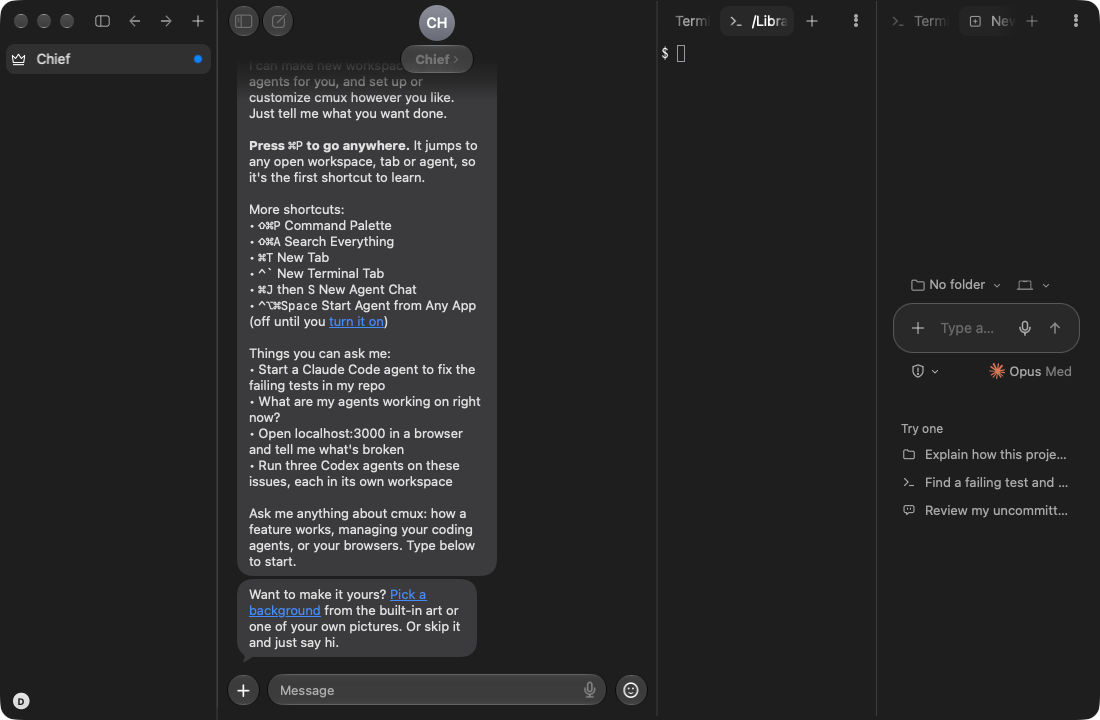 Chief
D
CH
Chief ›
I can make new workspac
agents for you, and set up or
customize cmux however you like.
Just tell me what you want done.
Press ⌘P to go anywhere. It jumps to
any open workspace, tab or agent, so
it's the first shortcut to learn.
More shortcuts:
• ⇧⌘P Command Palette
• ⇧⌘A Search Everything
• ⌘T New Tab
• ^` New Terminal Tab
• ⌘J then S New Agent Chat
• ^⌥⌘Space Start Agent from Any App
(off until you turn it on)
Things you can ask me:
• Start a Claude Code agent to fix the
failing tests in my repo
• What are my agents working on right
now?
• Open localhost:3000 in a browser
and tell me what's broken
• Run three Codex agents on these
issues, each in its own workspace
Ask me anything about cmux: how a
feature works, managing your coding
agents, or your browsers. Type below
to start.
Want to make it yours? Pick a
background from the built-in art or
one of your own pictures. Or skip it
and just say hi.
Message
Termi
/Libra
$
Term
New
No folder
Type a...
Opus Med
Try one
Explain how this proje...
Find a failing test and ...
Review my uncommitt...